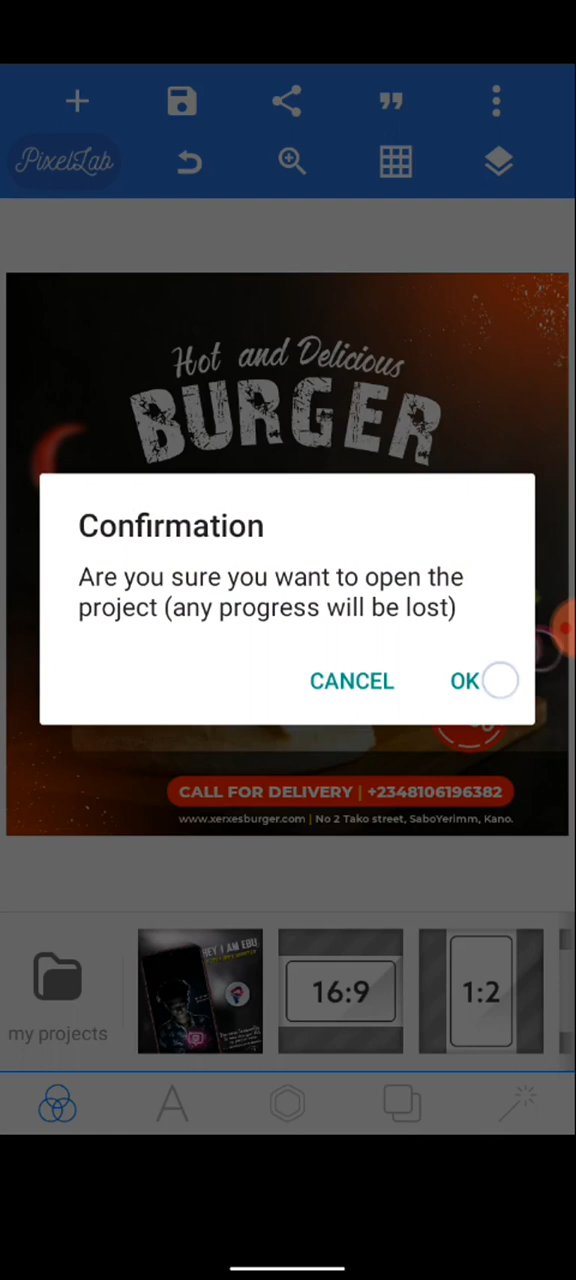 PixelLab
Hot and Delicious
BURGER
Confirmation
Are you sure you want to open the
project (any progress will be lost)
CANCEL OK
CALL FOR DELIVERY | +2348106196382
www.xerxesburger.com | No 2 Tako street, SaboYerimm, Kano.
HEY I AM EBU
my projects
16:9
1:2